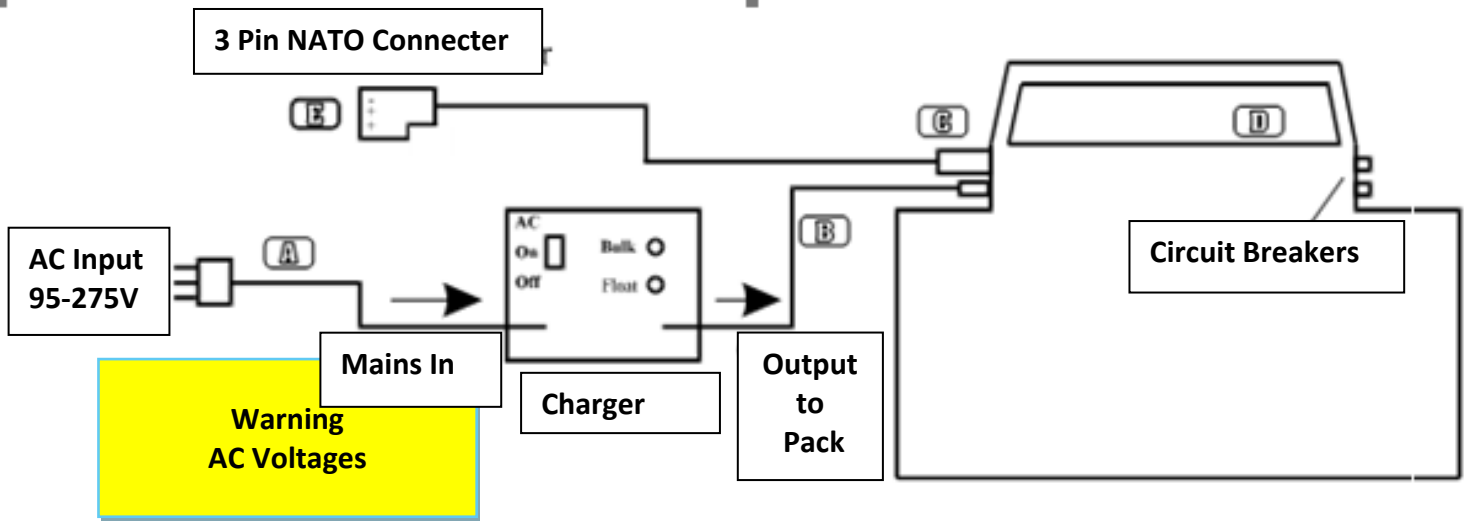 3 Pin NATO Connecter
E
C
D
B
A
AC
On
Off
Bulk
Float
AC Input
95-275V
Circuit Breakers
Mains In
Charger
Output
to
Pack
Warning
AC Voltages